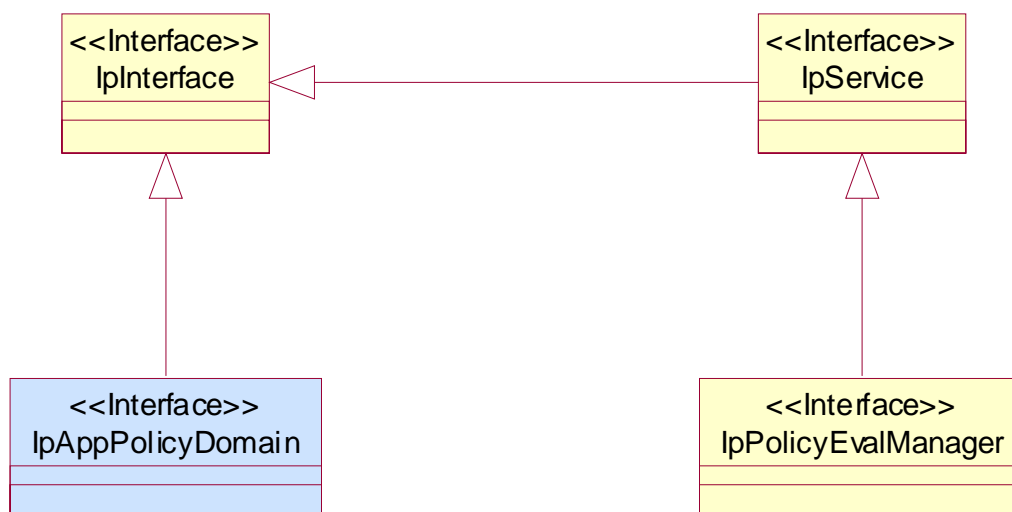 <<Interface>>
IpInterface
<<Interface>>
IpService
<<Interface>>
IpAppPolicyDomain
<<Interface>>
IpPolicyEvalManager